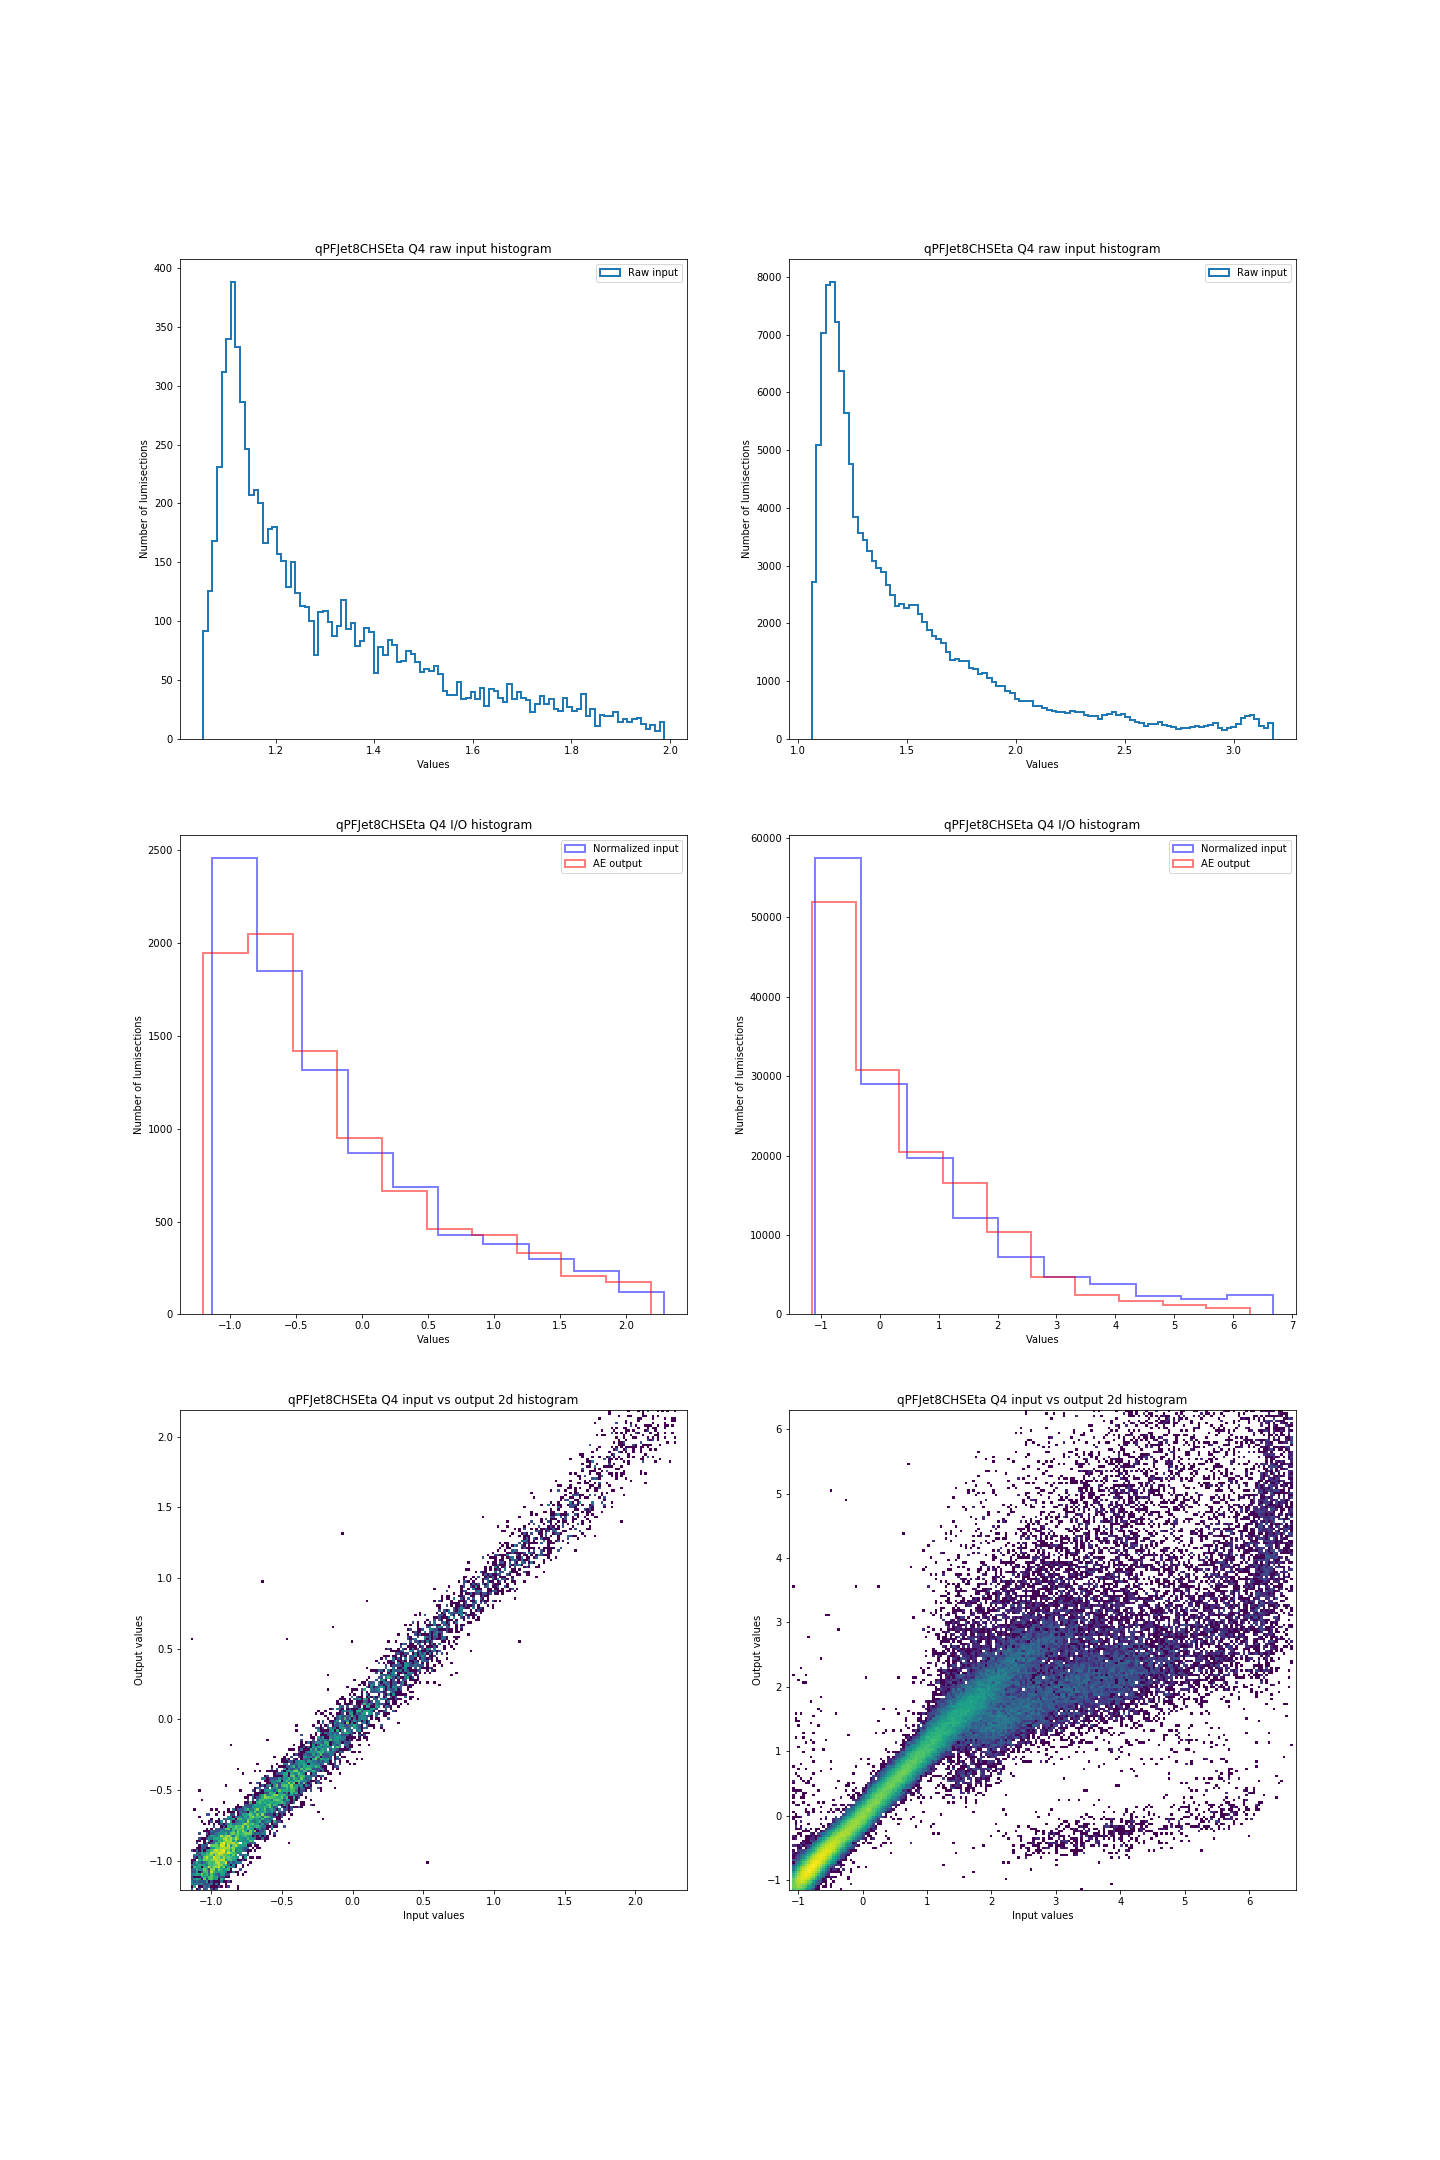 qPFJet8CHSEta Q4 raw input histogram
Raw input
400
350
300
250
200
150
100
50
0
Number of lumisections
1.2 1.4 1.6 1.8 2.0
Values
qPFJet8CHSEta Q4 raw input histogram
Raw input
8000
7000
6000
5000
4000
3000
2000
1000
0
Number of lumisections
1.0 1.5 2.0 2.5 3.0
Values
qPFJet8CHSEta Q4 I/O histogram
Normalized input
AE output
2500
2000
1500
1000
500
0
Number of lumisections
−1.0 −0.5 0.0 0.5 1.0 1.5 2.0
Values
qPFJet8CHSEta Q4 I/O histogram
Normalized input
AE output
60000
50000
40000
30000
20000
10000
0
Number of lumisections
−1 0 1 2 3 4 5 6 7
Values
qPFJet8CHSEta Q4 input vs output 2d histogram
2.0
1.5
1.0
0.5
0.0
−0.5
−1.0
Output values
−1.0 −0.5 0.0 0.5 1.0 1.5 2.0
Input values
qPFJet8CHSEta Q4 input vs output 2d histogram
6
5
4
3
2
1
0
−1
Output values
−1 0 1 2 3 4 5 6
Input values